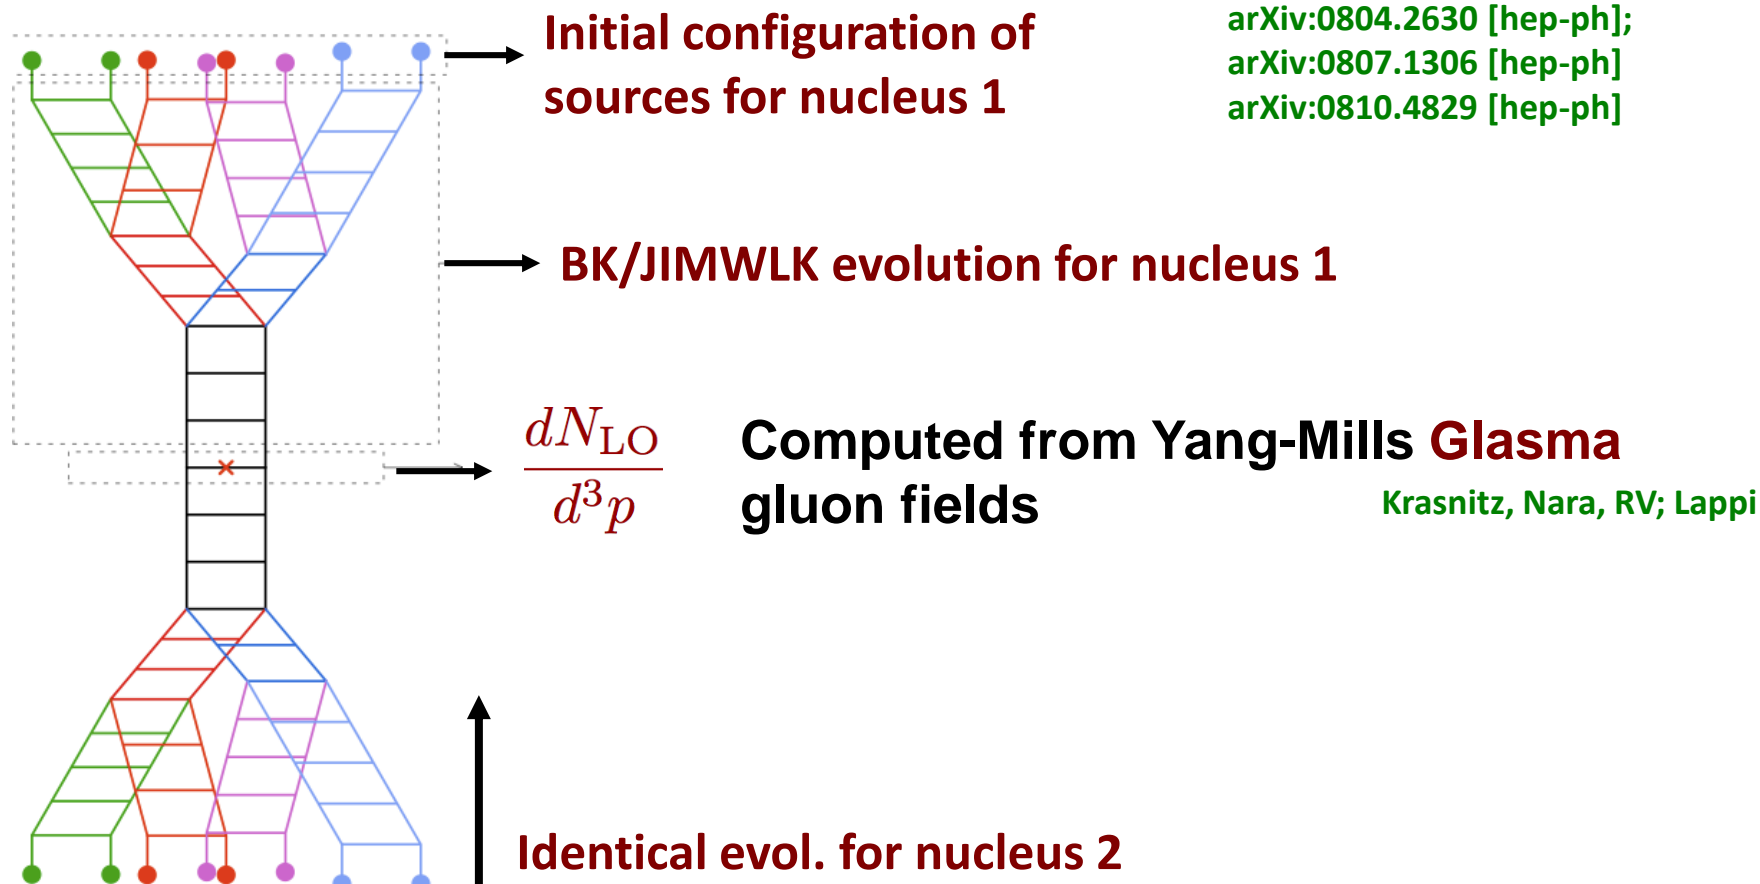 Initial configuration of
sources for nucleus 1
arXiv:0804.2630 [hep-ph];
arXiv:0807.1306 [hep-ph]
arXiv:0810.4829 [hep-ph]
BK/JIMWLK evolution for nucleus 1
dN_LO
d³p
Computed from Yang-Mills Glasma
gluon fields
Krasnitz, Nara, RV; Lappi
Identical evol. for nucleus 2